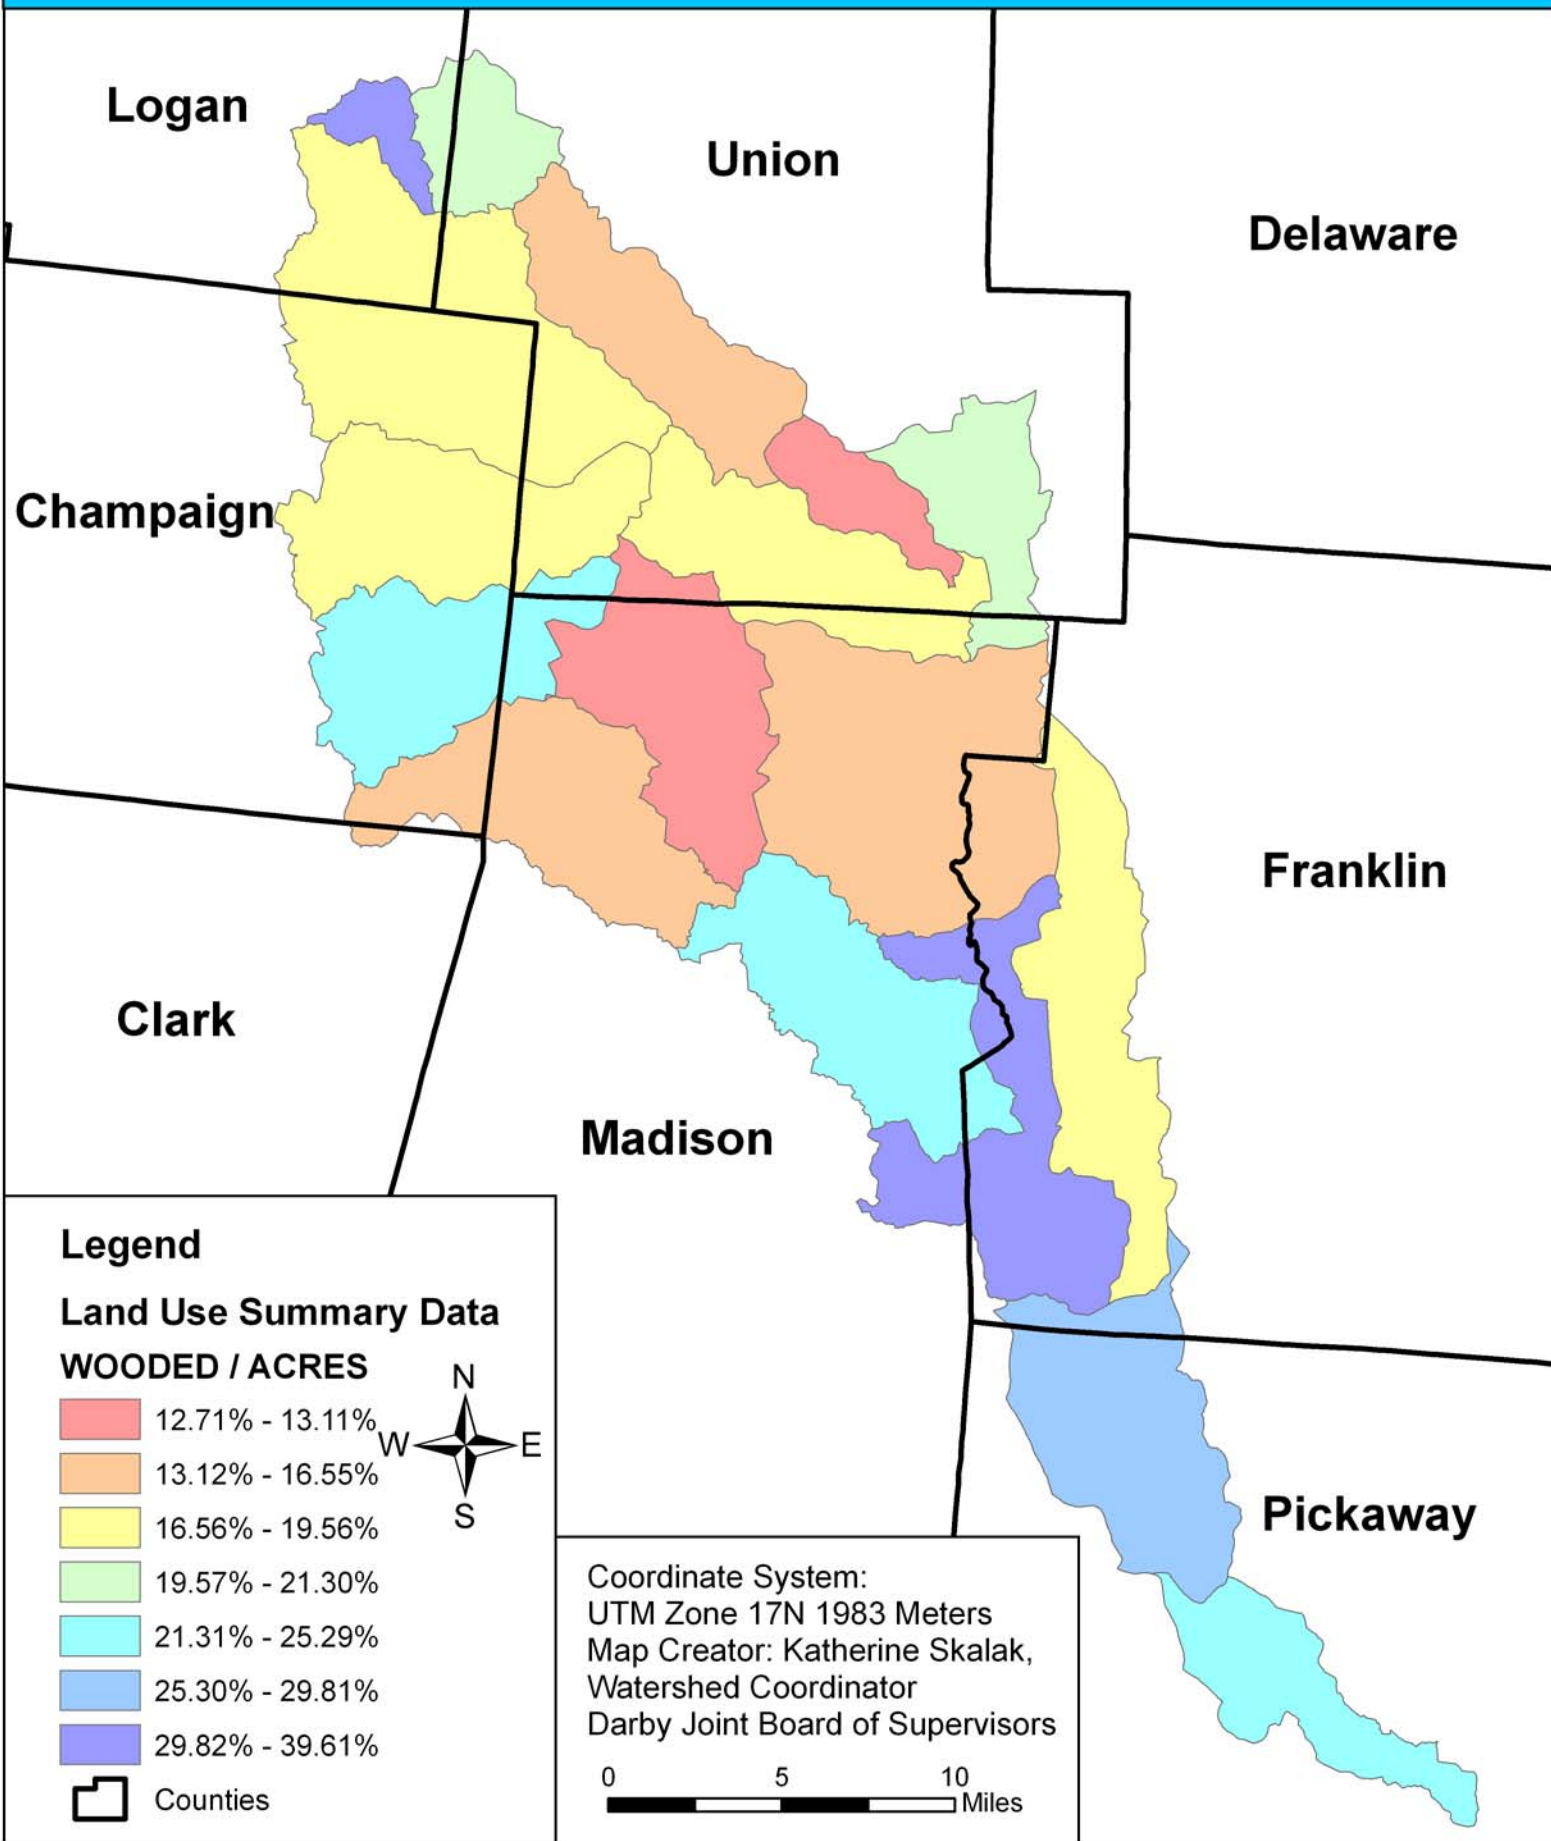 Logan
Union
Delaware
Champaign
Franklin
Clark
Madison
Pickaway
Legend
Land Use Summary Data
WOODED / ACRES
12.71% - 13.11%
13.12% - 16.55%
16.56% - 19.56%
19.57% - 21.30%
21.31% - 25.29%
25.30% - 29.81%
29.82% - 39.61%
Counties
N
W E
S
Coordinate System:
UTM Zone 17N 1983 Meters
Map Creator: Katherine Skalak,
Watershed Coordinator
Darby Joint Board of Supervisors
0 5 10
Miles